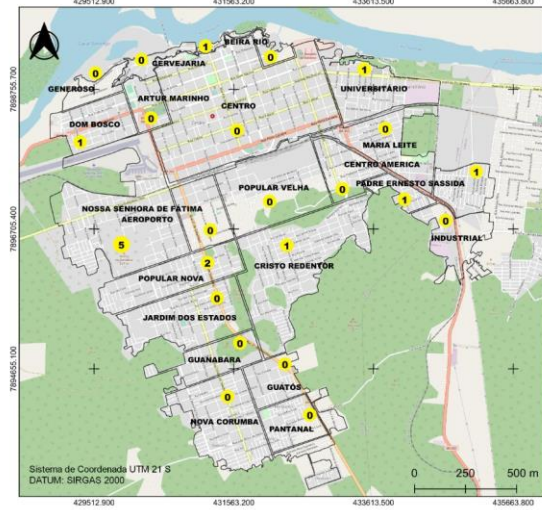 429512.900 431563.200 433613.500 435663.800
BEIRA RIO
1
0 CERVEJARIA 0
GENEROSO 0 1
7898755.700
ARTUR MARINHO UNIVERSITÁRIO
CENTRO
DOM BOSCO 0 0 0
1 MARIA LEITE
CENTRO AMERICA
POPULAR VELHA PADRE ERNESTO SASSIDA 1
0 0 1
NOSSA SENHORA DE FÁTIMA
AEROPORTO 0 0
7896705.400
5 1 INDUSTRIAL
2 CRISTO REDENTOR
POPULAR NOVA
0
JARDIM DOS ESTADOS
0
GUANABARA 0
7894655.100
GUATÓS
0
NOVA CORUMBA 0
PANTANAL
Sistema de Coordenada UTM 21 S
DATUM: SIRGAS 2000
0 250 500 m
429512.900 431563.200 433613.500 435663.800